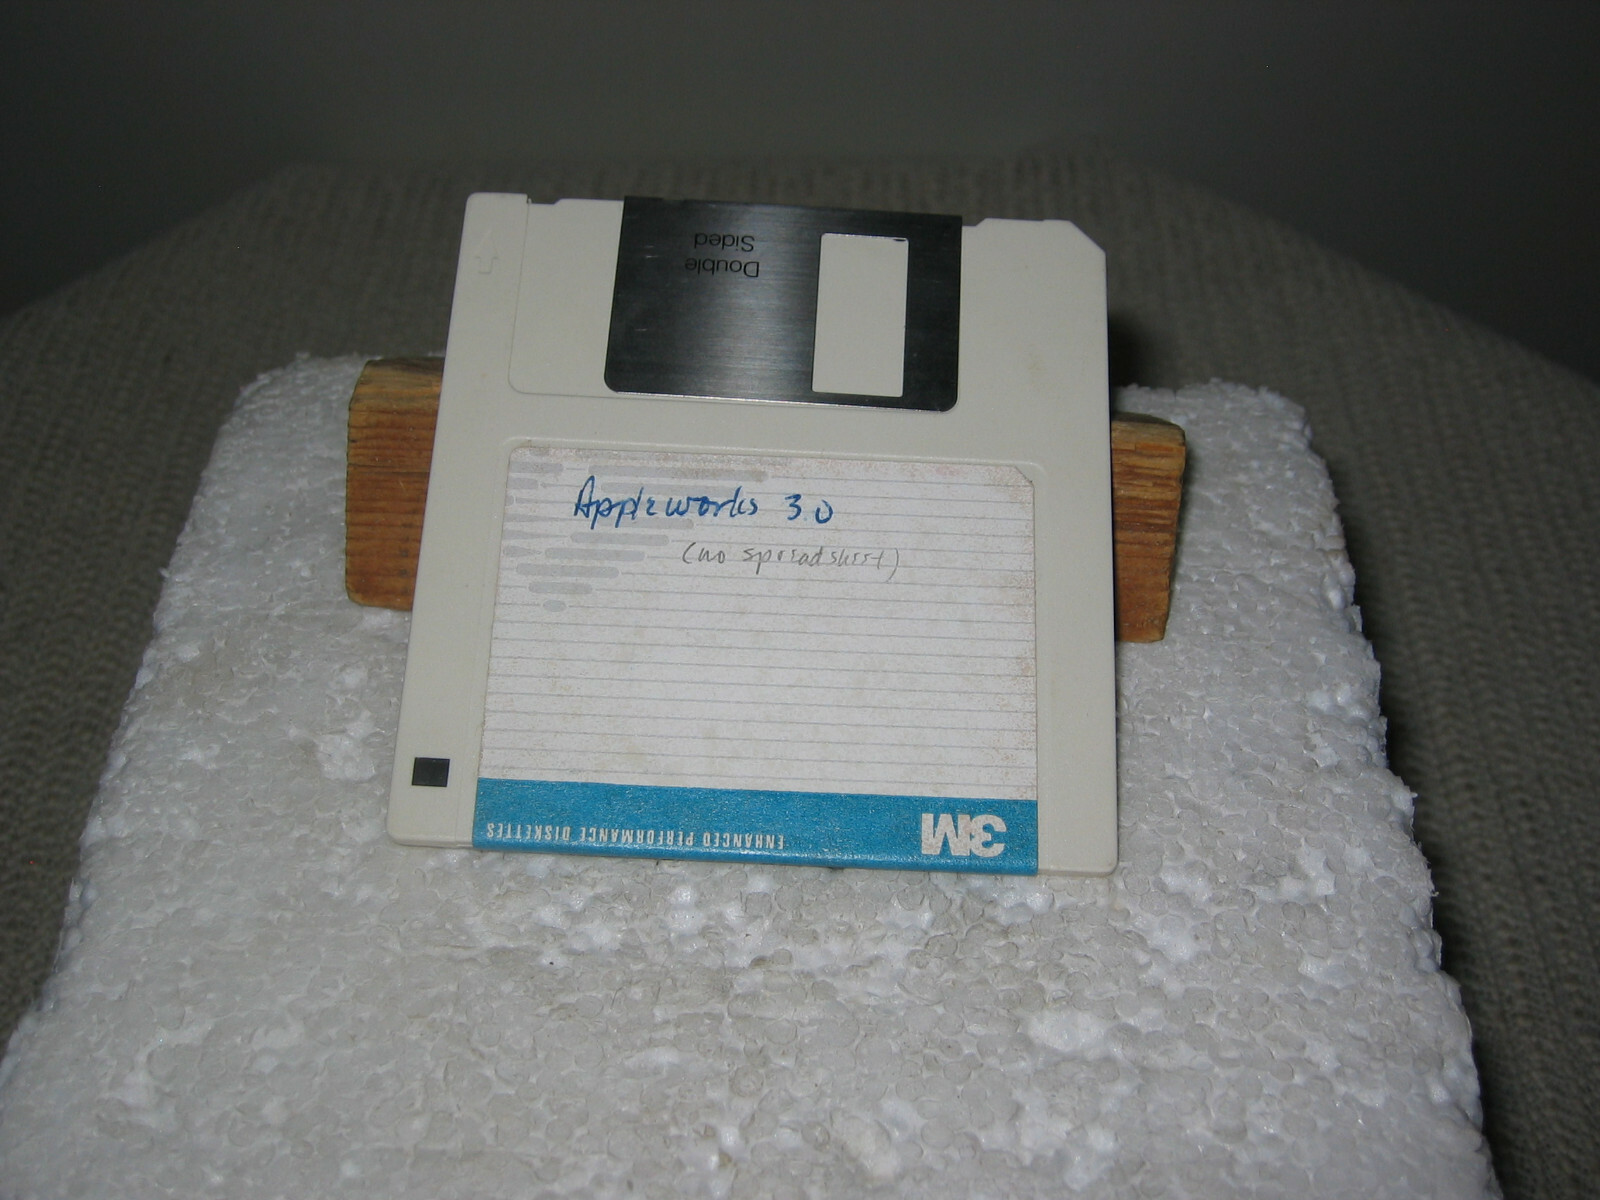 Double
Sided
Appleworks 3.0
(no spreadsheet)
3M
ENHANCED PERFORMANCE DISKETTES